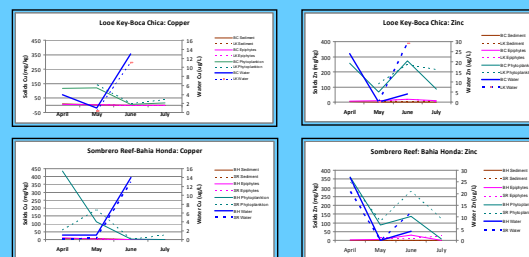 Looe Key-Boca Chica: Copper
Solids Cu (mg/kg)
450
350
250
150
50
-50
April May June July
16
14
12
10
8
6
4
2
0
Water Cu (ug/L)
BC Sediment
LK Sediment
BC Epiphytes
LK Epiphytes
BC Phytoplankton
LK Phytoplankton
BC Water
LK Water
Looe Key-Boca Chica: Zinc
Solids Zn (mg/kg)
400
300
200
100
0
April May June July
30
25
20
15
10
5
0
Water Zn (ug/L)
BC Sediment
LK Sediment
BC Epiphytes
LK Epiphytes
BC Phytoplankt
LK Phytoplankt
BC Water
LK Water
Sombrero Reef-Bahia Honda: Copper
Solids Cu (mg/kg)
450
400
350
300
250
200
150
100
50
0
April May June July
16
14
12
10
8
6
4
2
0
Water Cu (ug/L)
BH Sediment
SR Sediment
BH Epiphytes
SR Epiphytes
BH Phytoplankton
SR Phytoplankton
BH Water
SR Water
Sombrero Reef: Bahia Honda: Zinc
Solids Zn (mg/kg)
400
350
300
250
200
150
100
50
0
April May June July
30
25
20
15
10
5
0
Water Zn (ug/L)
BH Sediment
SR Sediment
BH Epiphytes
SR Epiphytes
BH Phytoplan
SR Phytoplan
BH Water
SR Water